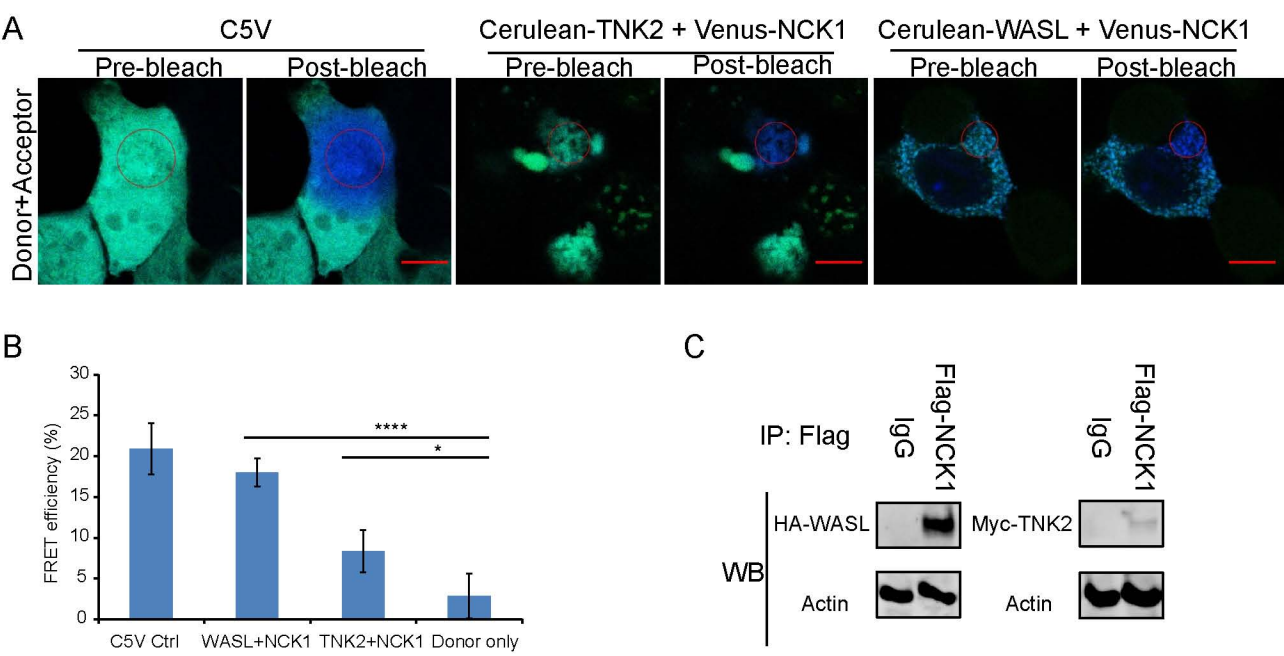 A
C5V
Cerulean-TNK2 + Venus-NCK1
Cerulean-WASL + Venus-NCK1
Pre-bleach
Post-bleach
Pre-bleach
Post-bleach
Pre-bleach
Post-bleach
Donor+Acceptor
B
FRET efficiency (%)
30
25
20
15
10
5
0
****
*
C5V Ctrl
WASL+NCK1
TNK2+NCK1
Donor only
C
IP: Flag
IgG
Flag-NCK1
IgG
Flag-NCK1
WB
HA-WASL
Myc-TNK2
Actin
Actin